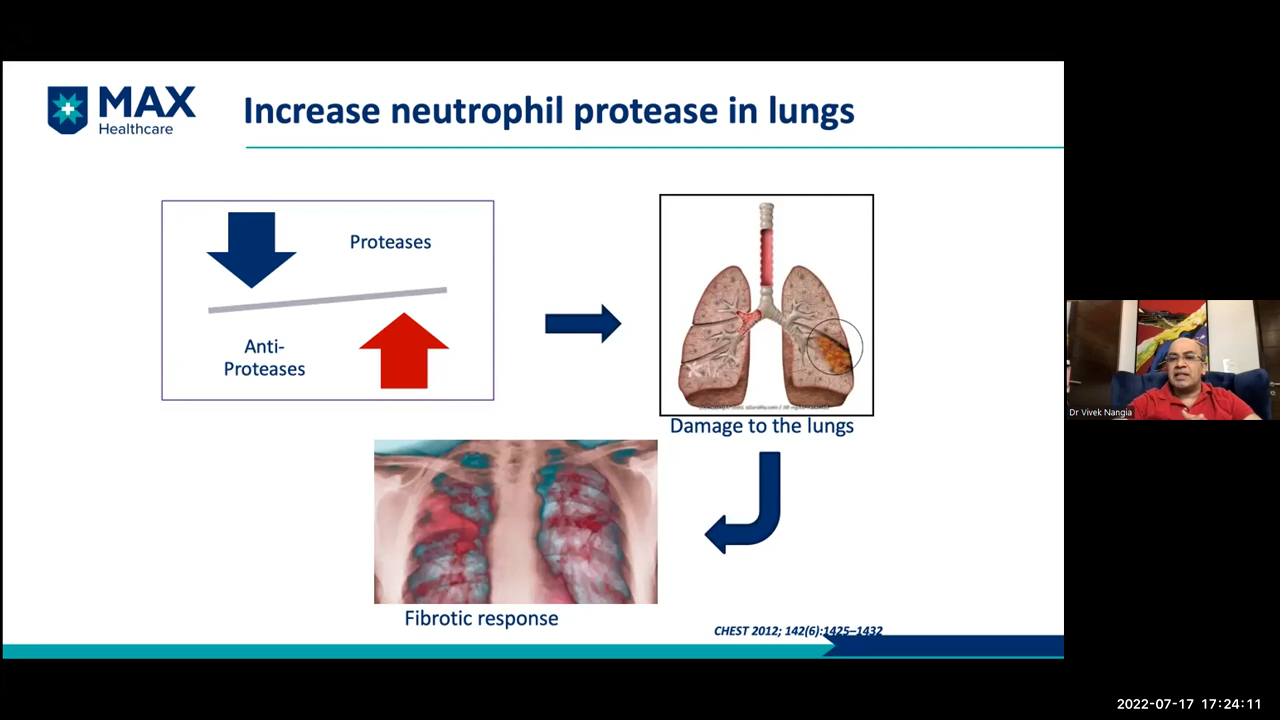 MAX
Healthcare
Increase neutrophil protease in lungs
Proteases
Anti-
Proteases
Damage to the lungs
Fibrotic response
CHEST 2012; 142(6):1425–1432
Dr Vivek Nangia
2022-07-17 17:24:11